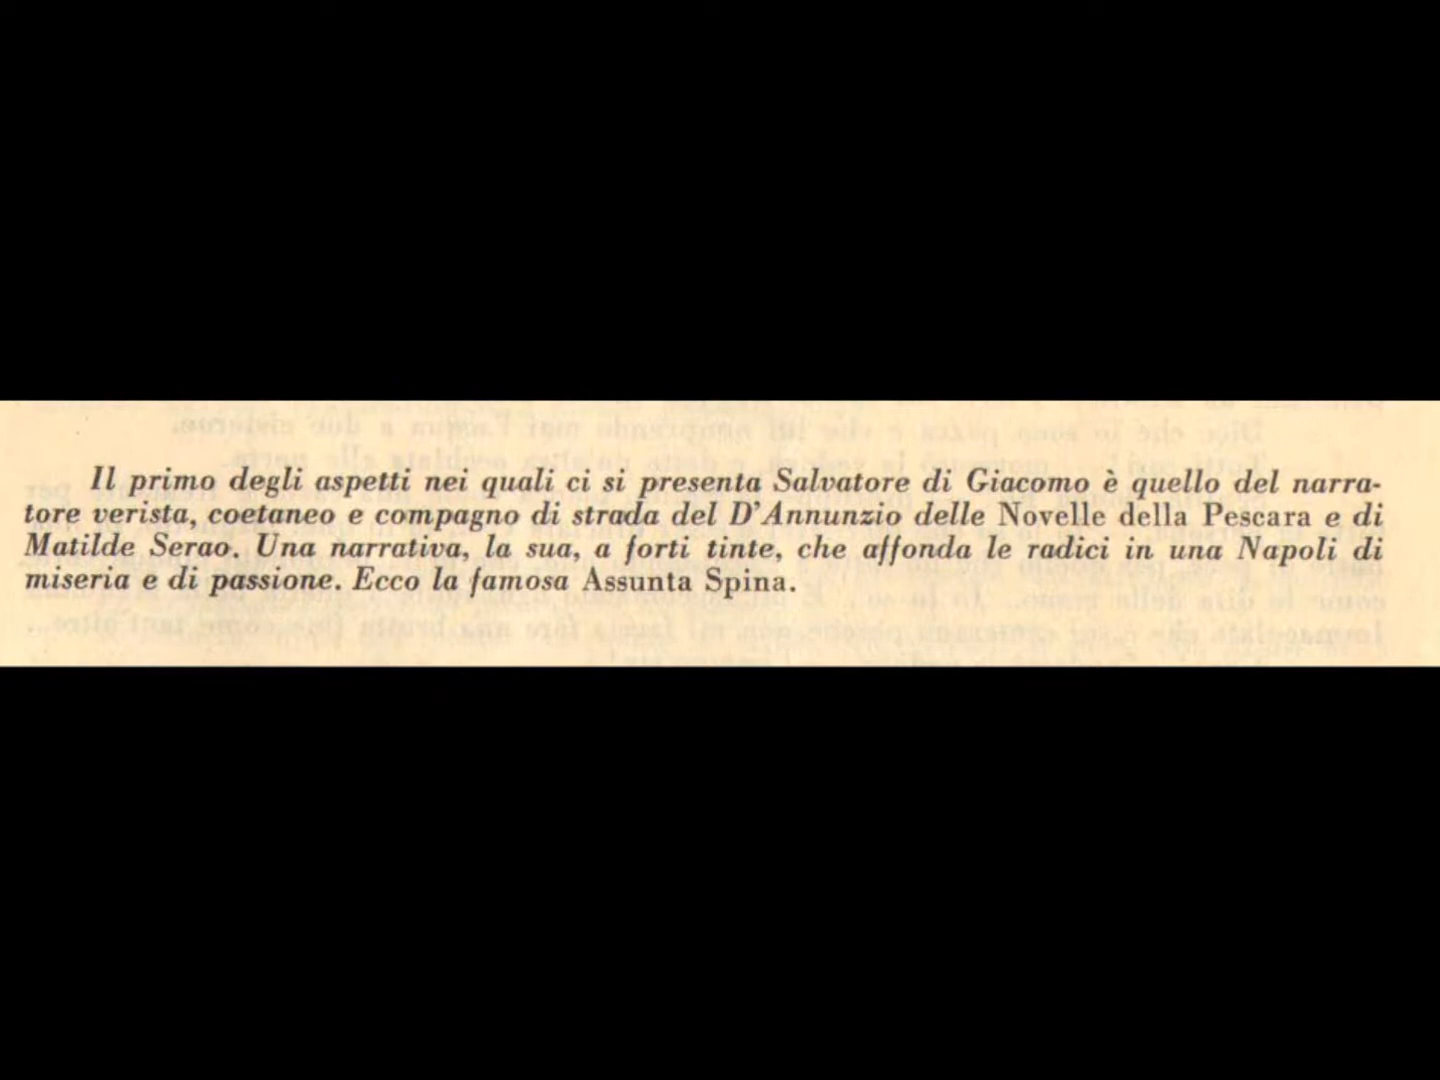 Il primo degli aspetti nei quali ci si presenta Salvatore di Giacomo è quello del narra-
tore verista, coetaneo e compagno di strada del D'Annunzio delle Novelle della Pescara e di
Matilde Serao. Una narrativa, la sua, a forti tinte, che affonda le radici in una Napoli di
miseria e di passione. Ecco la famosa Assunta Spina.